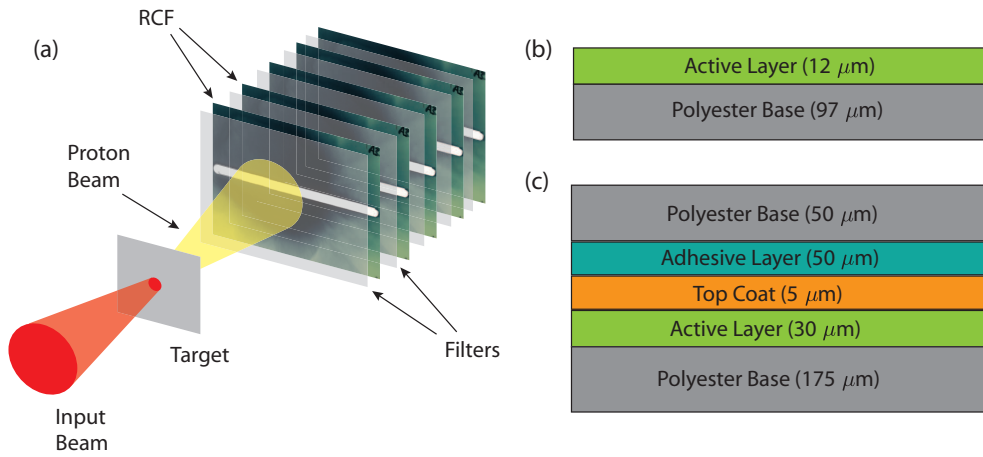 (a)
RCF
Proton
Beam
Target
Input
Beam
Filters
(b)
Active Layer (12 μm)
Polyester Base (97 μm)
(c)
Polyester Base (50 μm)
Adhesive Layer (50 μm)
Top Coat (5 μm)
Active Layer (30 μm)
Polyester Base (175 μm)